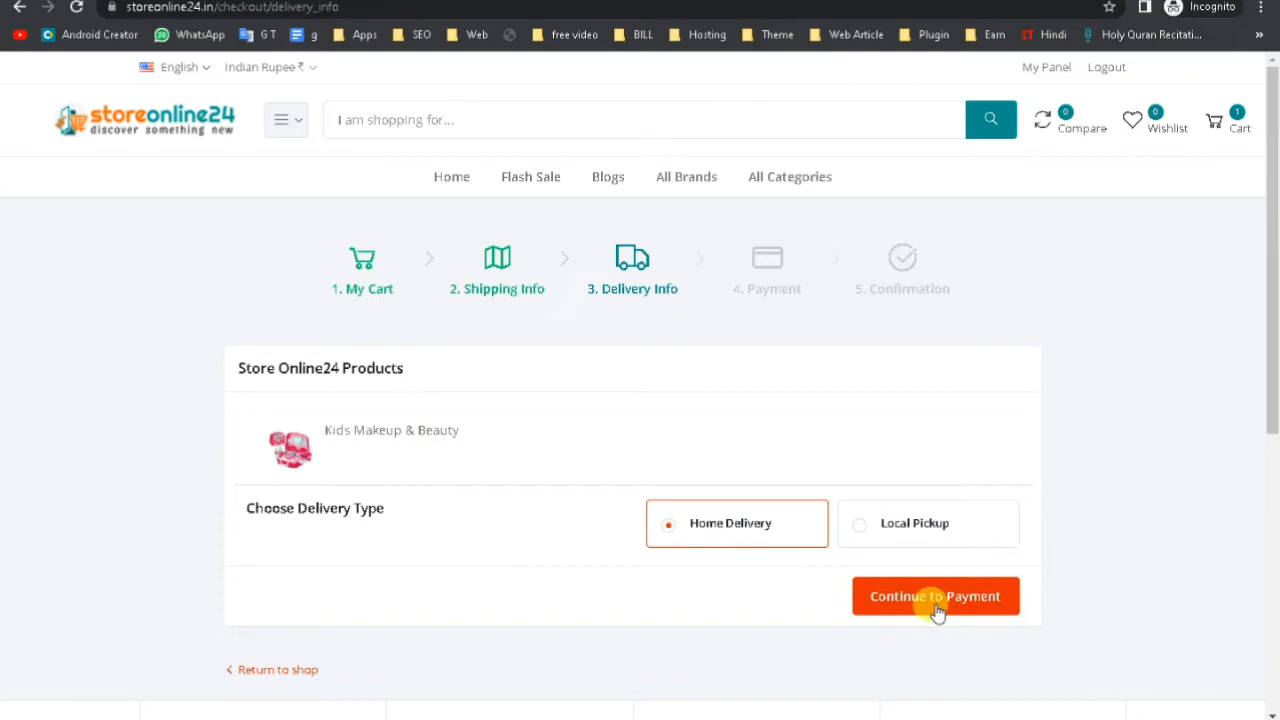 storeonline24.in/checkout/delivery_info
Incognito
Android Creator
WhatsApp
G T
g
Apps
SEO
Web
free video
BILL
Hosting
Theme
Web Article
Plugin
Earn
Hindi
Holy Quran Recitati...
»
English
Indian Rupee ₹
My Panel
Logout
storeonline24
discover something new
I am shopping for...
0
Compare
0
Wishlist
1
Cart
Home
Flash Sale
Blogs
All Brands
All Categories
1. My Cart
2. Shipping Info
3. Delivery Info
4. Payment
5. Confirmation
Store Online24 Products
Kids Makeup & Beauty
Choose Delivery Type
Home Delivery
Local Pickup
Continue to Payment
Return to shop